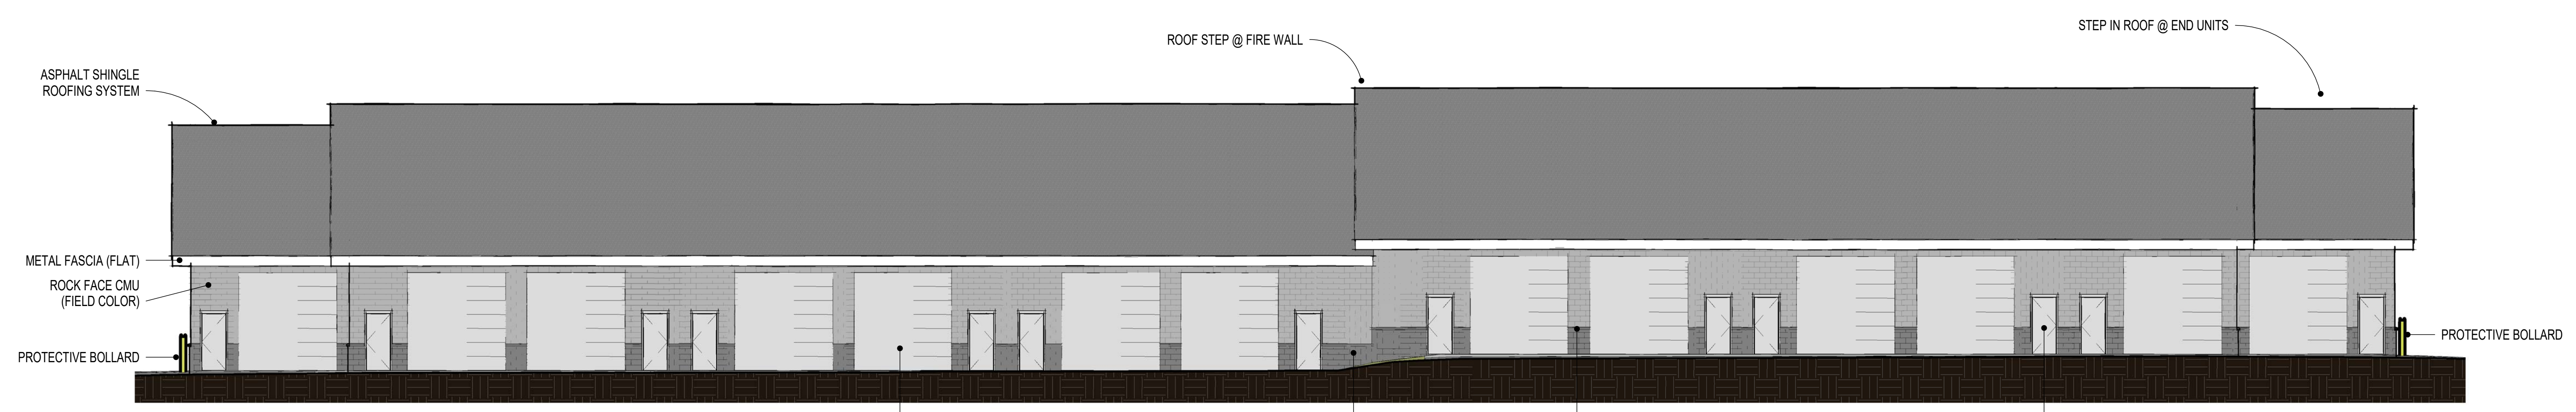 STEP IN ROOF @ END UNITS
ROOF STEP @ FIRE WALL
ASPHALT SHINGLE
ROOFING SYSTEM
METAL FASCIA (FLAT)
ROCK FACE CMU
(FIELD COLOR)
PROTECTIVE BOLLARD
PROTECTIVE BOLLARD